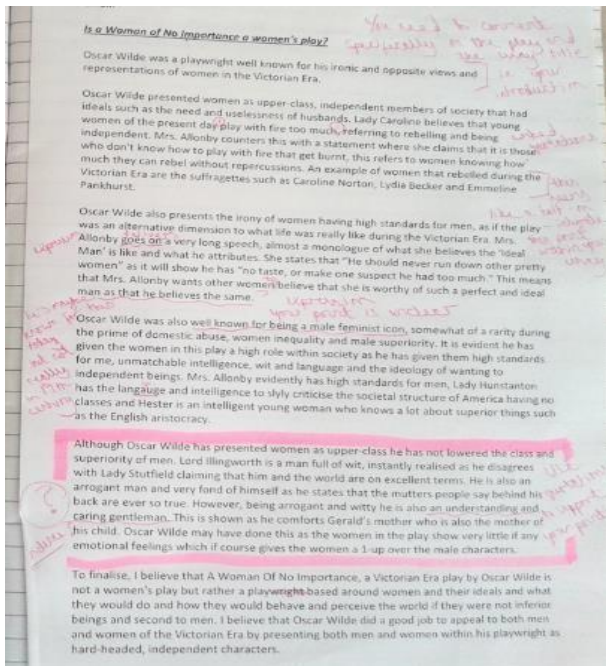 Is a Woman of No Importance a women's play?
You need to comment
specifically on the play and
the way
Oscar Wilde was a playwright well known for his ironic and opposite views and
representations of women in the Victorian Era.
Oscar Wilde presented women as upper-class, independent members of society that had
ideals such as the need and uselessness of husbands. Lady Caroline believes that young
women of the present day play with fire too much, referring to rebelling and being
independent. Mrs. Allonby counters this with a statement where she claims that it is those
who don't know how to play with fire that get burnt, this refers to women knowing how
much they can rebel without repercussions. An example of women that rebelled during the
Victorian Era are the suffragettes such as Caroline Norton, Lydia Becker and Emmeline
Pankhurst.
Oscar Wilde also presents the irony of women having high standards for men, as if the play
was an alternative dimension to what life was really like during the Victorian Era. Mrs.
Allonby goes on a very long speech, almost a monologue of what she believes the 'Ideal
Man' is like and what he attributes. She states that "He should never run down other pretty
women" as it will show he has "no taste, or make one suspect he had too much." This means
that Mrs. Allonby wants other women believe that she is worthy of such a perfect and ideal
man as that he believes the same.
expression
your point is unclear
Oscar Wilde was also well known for being a male feminist icon, somewhat of a rarity during
the prime of domestic abuse, women inequality and male superiority. It is evident he has
given the women in this play a high role within society as he has given them high standards
for me, unmatchable intelligence, wit and language and the ideology of wanting to
independent beings. Mrs. Allonby evidently has high standards for men, Lady Hunstanton
has the langauge and intelligence to slyly criticise the societal structure of America having no
classes and Hester is an intelligent young woman who knows a lot about superior things such
as the English aristocracy.
Although Oscar Wilde has presented women as upper-class he has not lowered the class and
superiority of men. Lord Illingworth is a man full of wit, instantly realised as he disagrees
with Lady Stutfield claiming that him and the world are on excellent terms. He is also an
arrogant man and very fond of himself as he states that the mutters people say behind his
back are ever so true. However, being arrogant and witty he is also an understanding and
caring gentleman. This is shown as he comforts Gerald's mother who is also the mother of
his child. Oscar Wilde may have done this as the women in the play show very little if any
emotional feelings which if course gives the women a 1-up over the male characters.
Use
quotations
to support
your point
?
To finalise, I believe that A Woman Of No Importance, a Victorian Era play by Oscar Wilde is
not a women's play but rather a playwright based around women and their ideals and what
they would do and how they would behave and perceive the world if they were not inferior
beings and second to men. I believe that Oscar Wilde did a good job to appeal to both men
and women of the Victorian Era by presenting both men and women within his playwright as
hard-headed, independent characters.